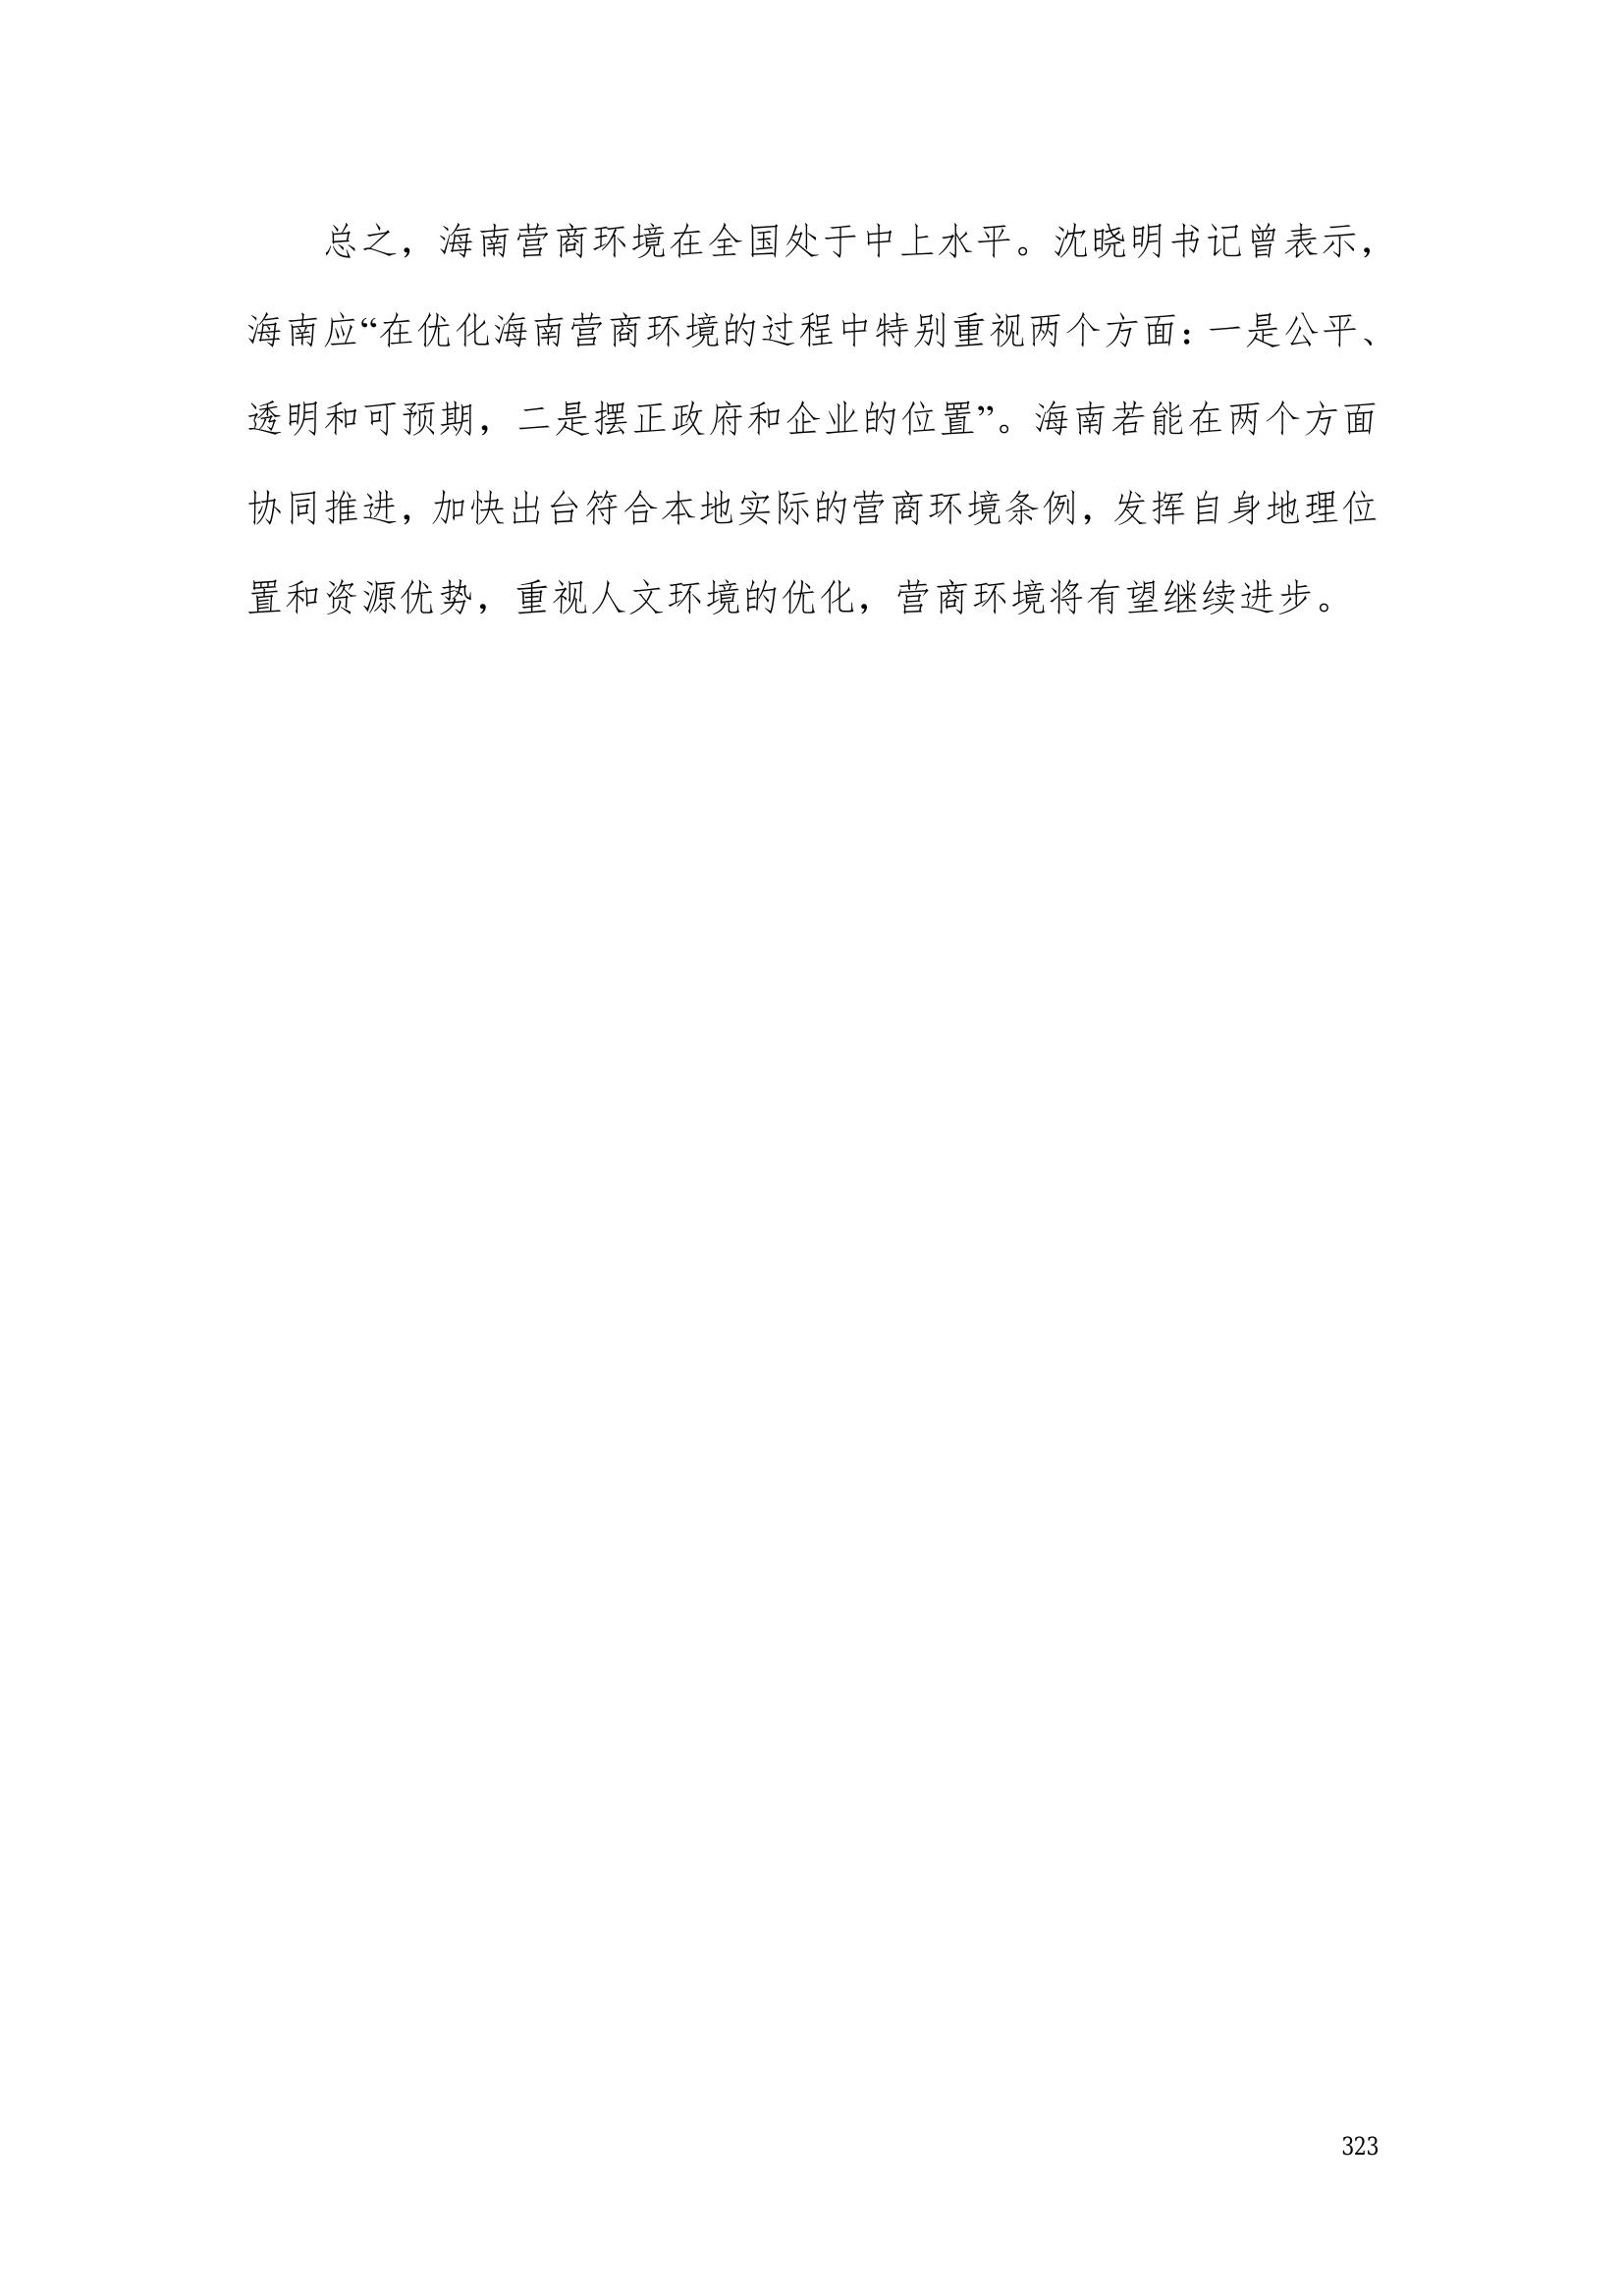 总之，海南营商环境在全国处于中上水平。沈晓明书记曾表示，
海南应“在优化海南营商环境的过程中特别重视两个方面：一是公平、
透明和可预期，二是摆正政府和企业的位置”。海南若能在两个方面
协同推进，加快出台符合本地实际的营商环境条例，发挥自身地理位
置和资源优势，重视人文环境的优化，营商环境将有望继续进步。
323